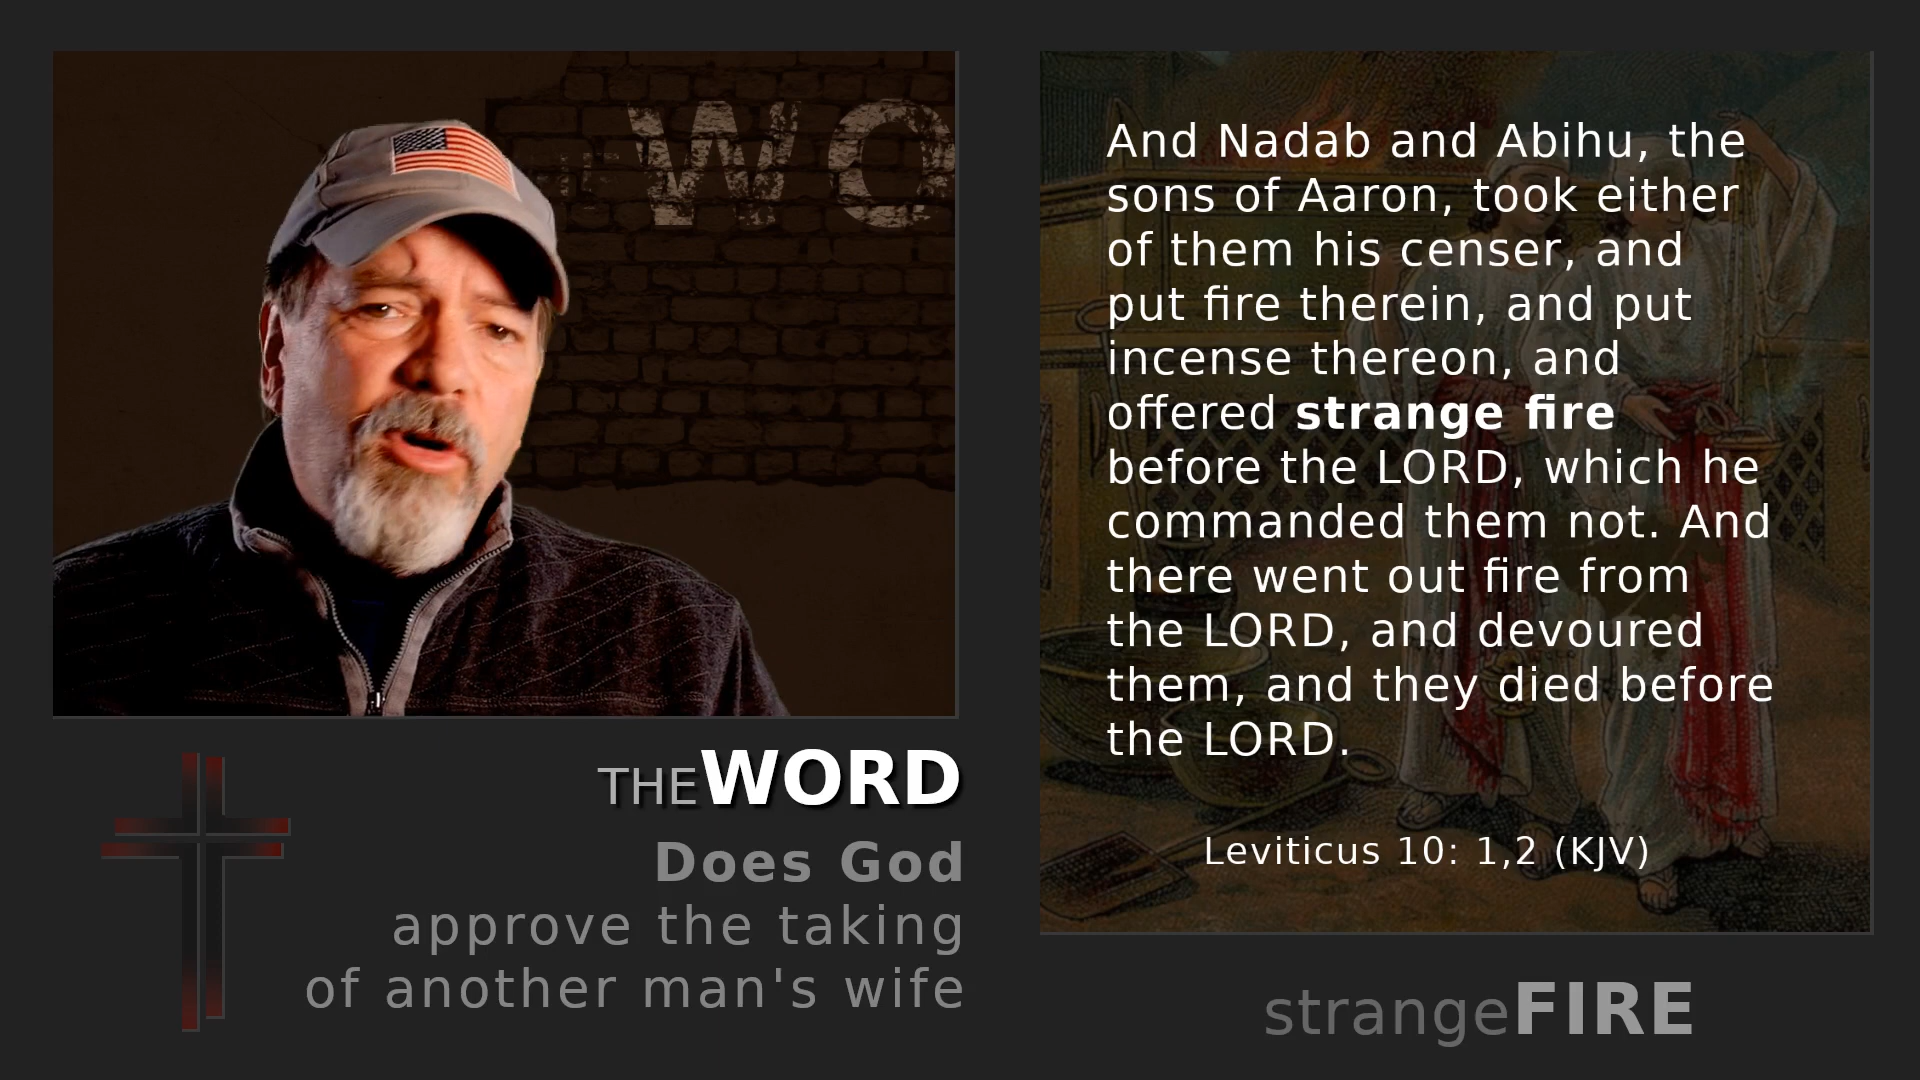 WO
THEWORD
Does God
approve the taking
of another man's wife
And Nadab and Abihu, the
sons of Aaron, took either
of them his censer, and
put fire therein, and put
incense thereon, and
offered strange fire
before the LORD, which he
commanded them not. And
there went out fire from
the LORD, and devoured
them, and they died before
the LORD.
Leviticus 10: 1,2 (KJV)
strangeFIRE